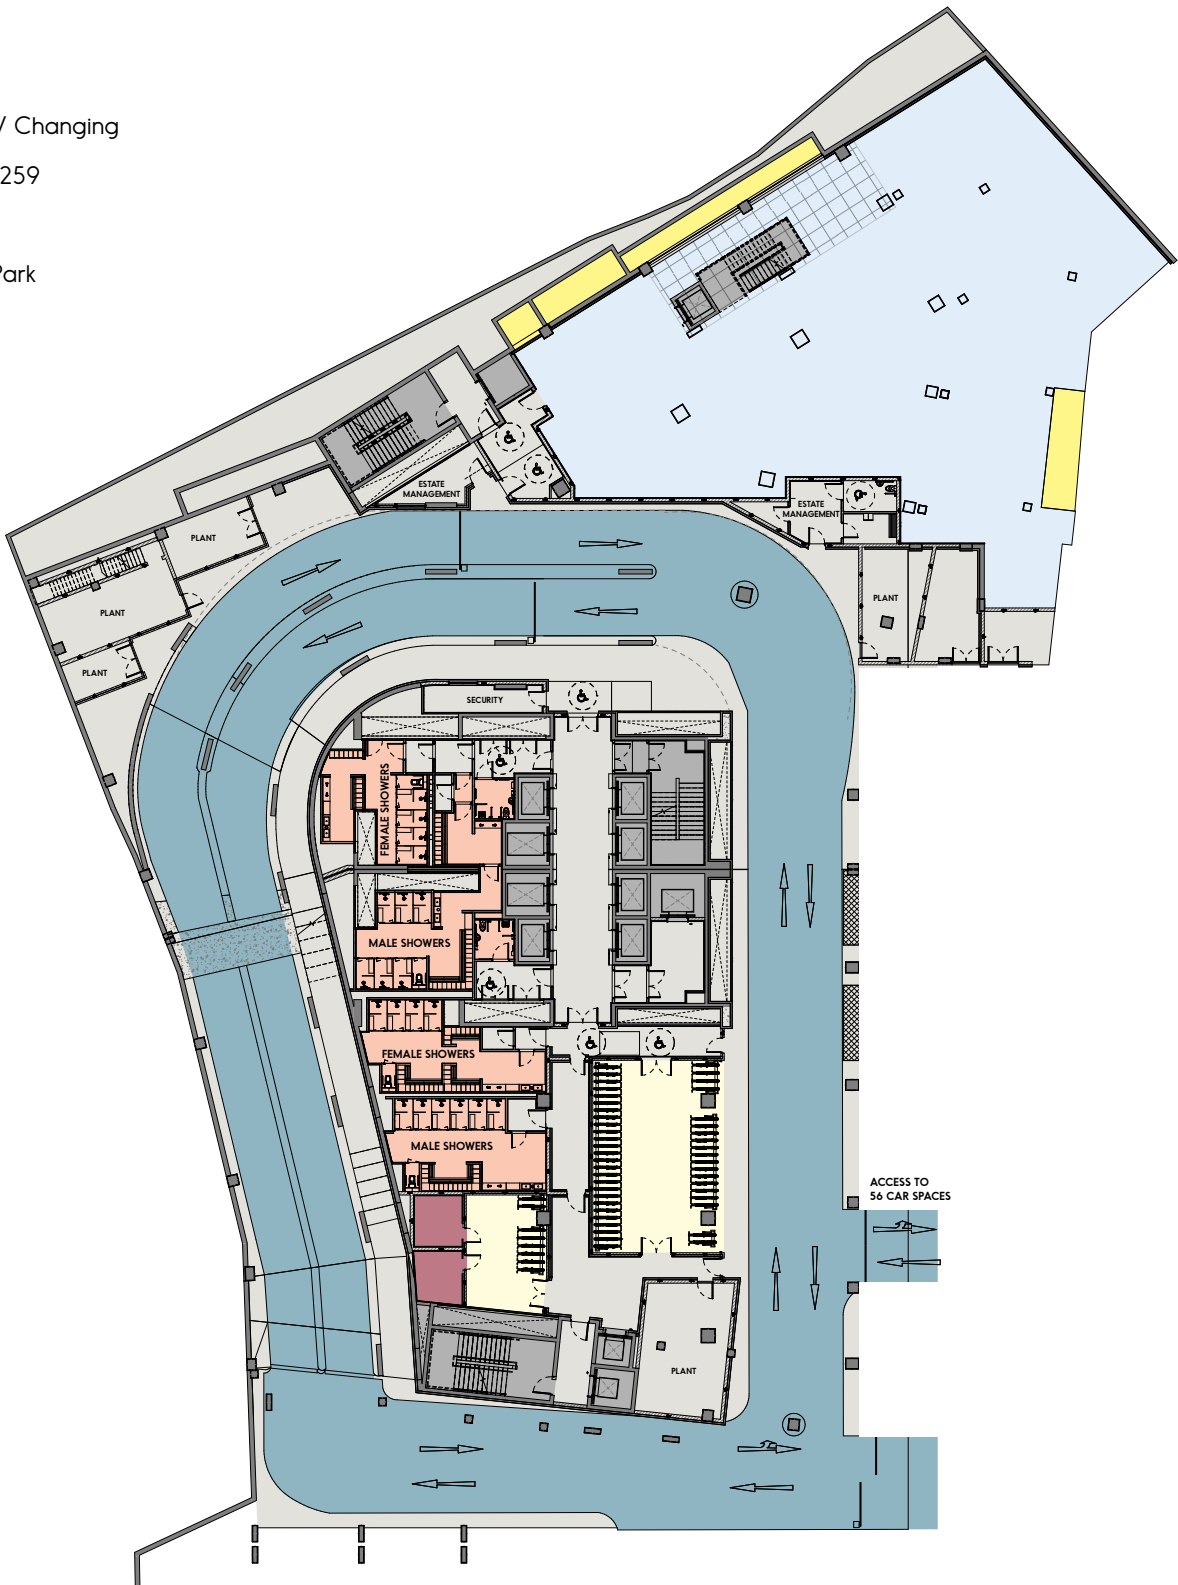 / Changing
259
Park
ESTATE
MANAGEMENT
ESTATE
MANAGEMENT
PLANT
PLANT
PLANT
PLANT
SECURITY
FEMALE SHOWERS
MALE SHOWERS
FEMALE SHOWERS
MALE SHOWERS
ACCESS TO
56 CAR SPACES
PLANT